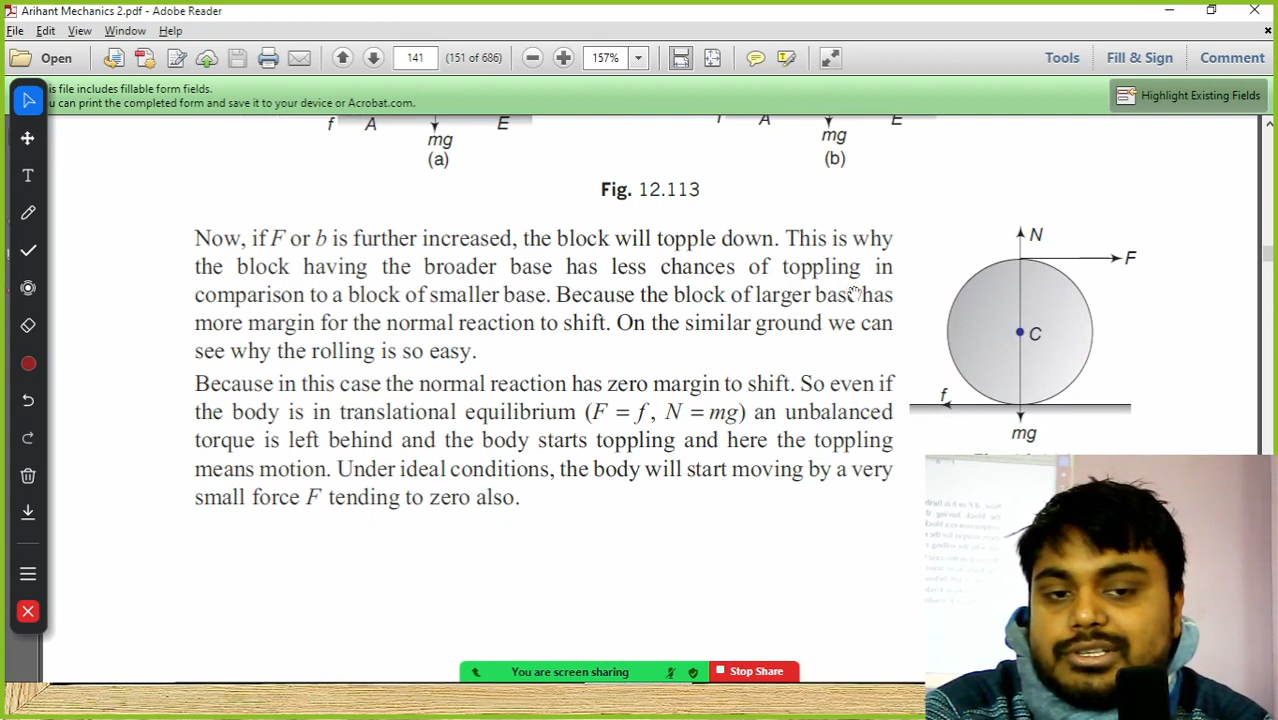 Arihant Mechanics 2.pdf - Adobe Reader
File Edit View Window Help
Open 141 (151 of 686) 157% Tools Fill & Sign Comment
is file includes fillable form fields.
u can print the completed form and save it to your device or Acrobat.com.
Highlight Existing Fields
f A E A E
mg mg
(a) (b)
Fig. 12.113
Now, if F or b is further increased, the block will topple down. This is why
the block having the broader base has less chances of toppling in
comparison to a block of smaller base. Because the block of larger base has
more margin for the normal reaction to shift. On the similar ground we can
see why the rolling is so easy.
Because in this case the normal reaction has zero margin to shift. So even if
the body is in translational equilibrium (F = f, N = mg) an unbalanced
torque is left behind and the body starts toppling and here the toppling
means motion. Under ideal conditions, the body will start moving by a very
small force F tending to zero also.
N
F
C
f
mg
T
You are screen sharing Stop Share